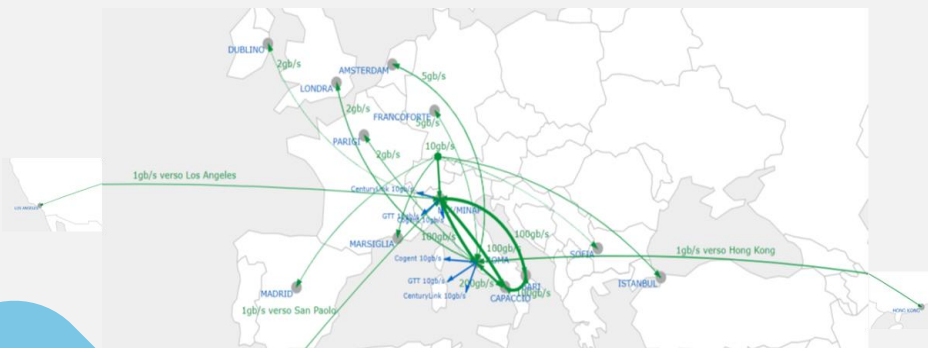 DUBLINO
2gb/s
AMSTERDAM
5gb/s
LONDRA
2gb/s
FRANCOFORTE
5gb/s
PARIGI
2gb/s
10gb/s
1gb/s verso Los Angeles
CenturyLink 10gb/s
GTT
100gb/s
100gb/s
MARSIGLIA
100gb/s
SOFIA
1gb/s verso Hong Kong
Cogent 10gb/s
GTT 10gb/s
200gb/s
ISTANBUL
MADRID
CenturyLink 10gb/s
CAPACCIO
1gb/s verso San Paolo
LOS ANGELES
HONG KONG